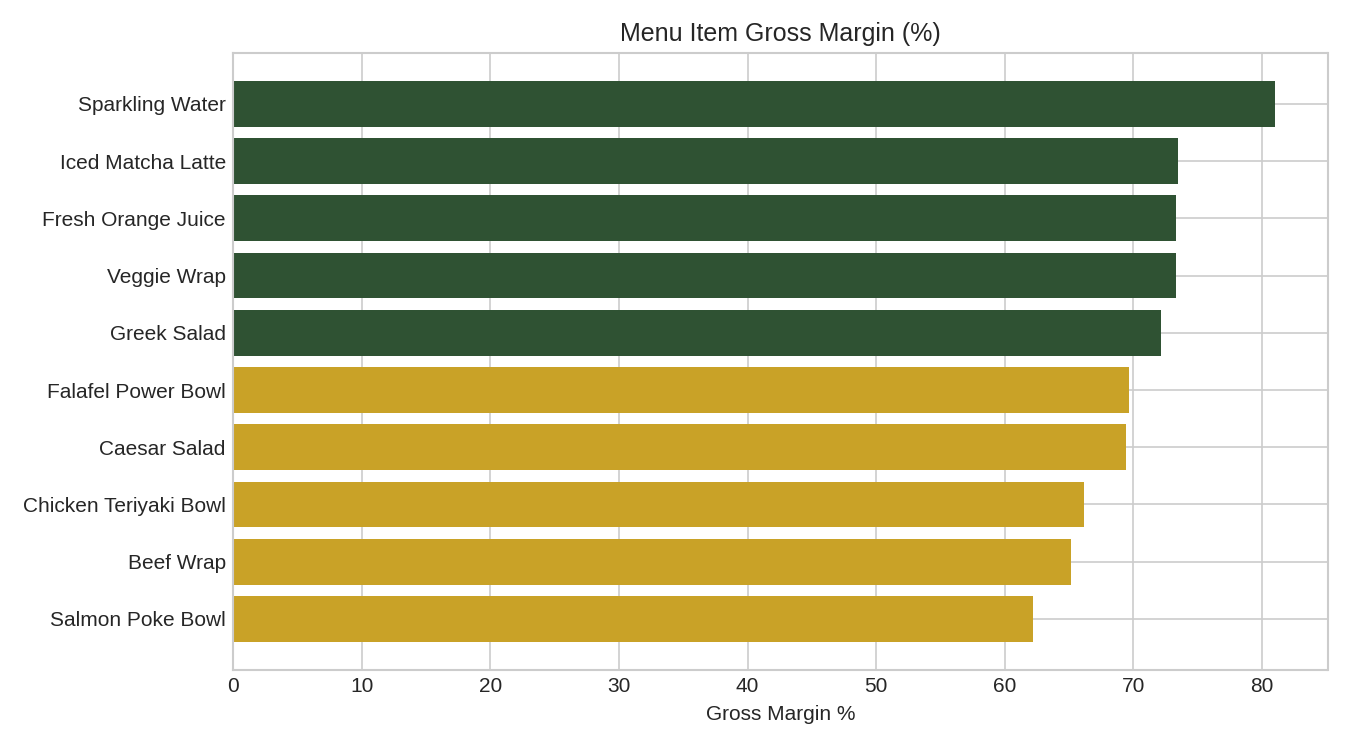 Menu Item Gross Margin (%)
Sparkling Water
Iced Matcha Latte
Fresh Orange Juice
Veggie Wrap
Greek Salad
Falafel Power Bowl
Caesar Salad
Chicken Teriyaki Bowl
Beef Wrap
Salmon Poke Bowl
0 10 20 30 40 50 60 70 80
Gross Margin %